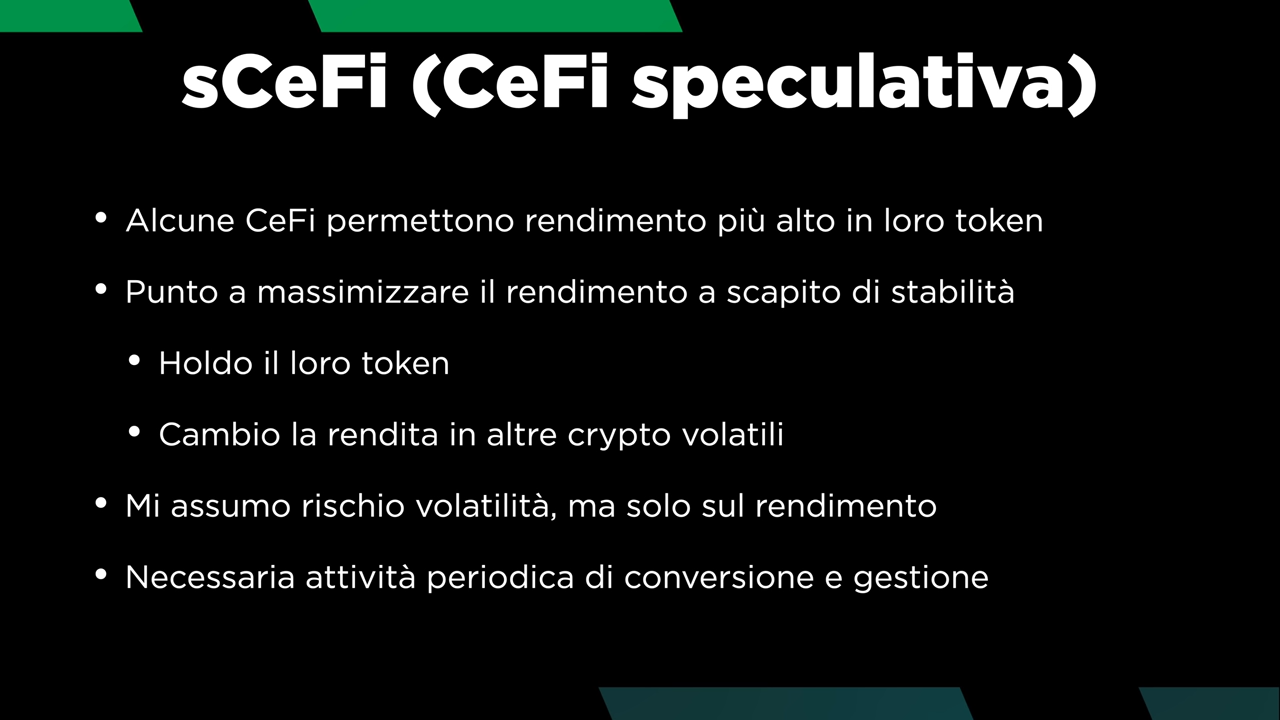 sCeFi (CeFi speculativa)
• Alcune CeFi permettono rendimento più alto in loro token
• Punto a massimizzare il rendimento a scapito di stabilità
• Holdo il loro token
• Cambio la rendita in altre crypto volatili
• Mi assumo rischio volatilità, ma solo sul rendimento
• Necessaria attività periodica di conversione e gestione